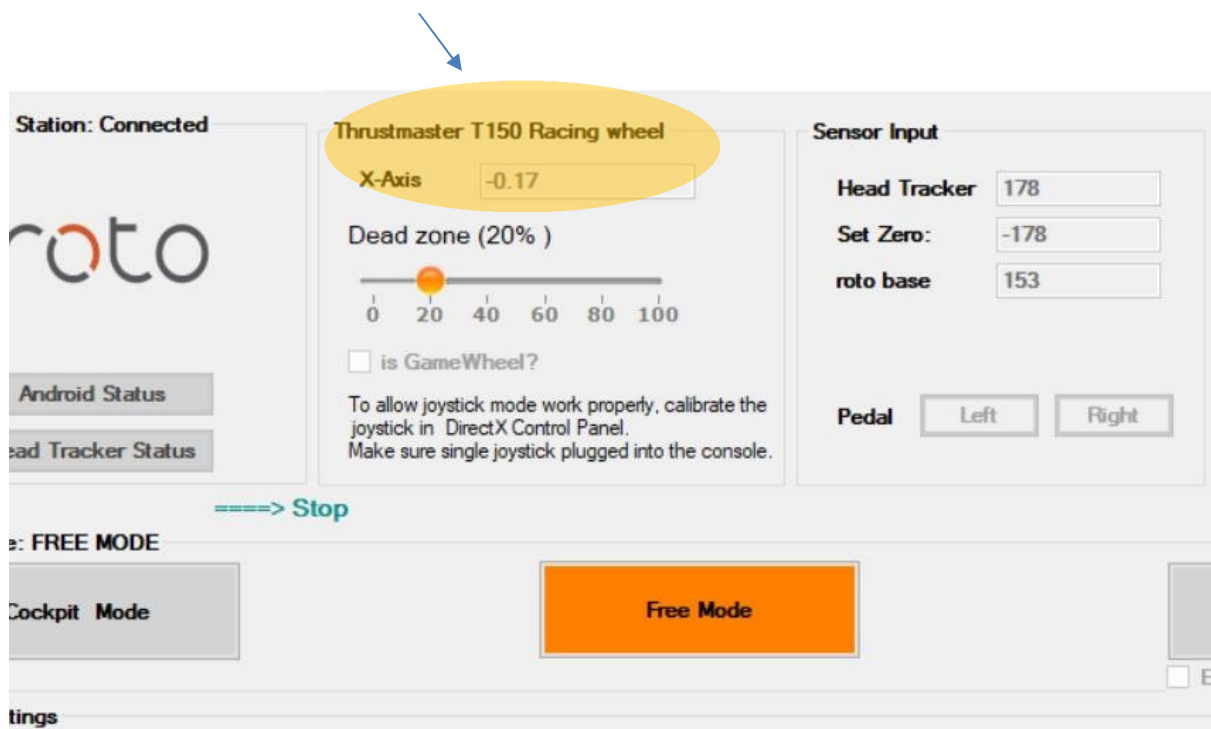 Station: Connected
roto
Android Status
ead Tracker Status
Thrustmaster T150 Racing wheel
X-Axis -0.17
Dead zone (20% )
0 20 40 60 80 100
is GameWheel?
To allow joystick mode work properly, calibrate the
joystick in DirectX Control Panel.
Make sure single joystick plugged into the console.
Sensor Input
Head Tracker 178
Set Zero: -178
roto base 153
Pedal Left Right
====> Stop
e: FREE MODE
Cockpit Mode
Free Mode
E
tings